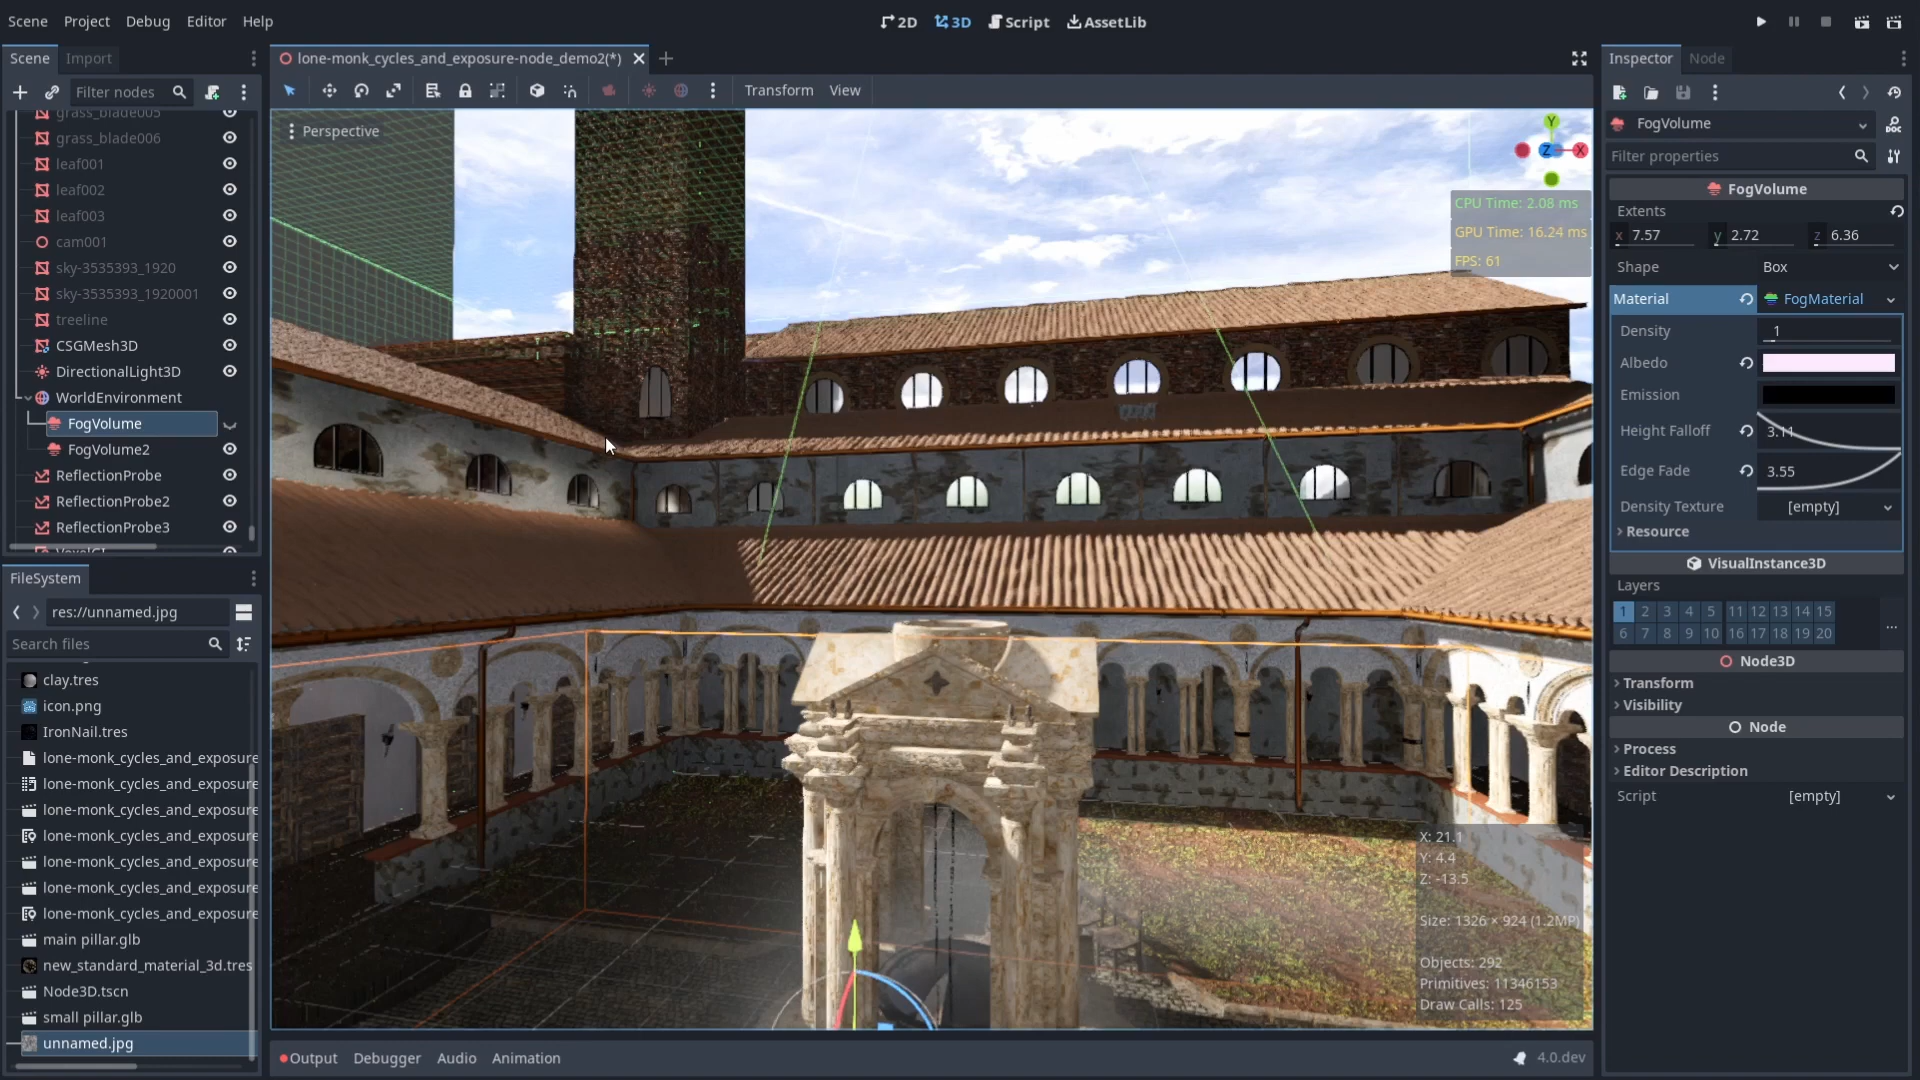 Scene Project Debug Editor Help
2D 3D Script AssetLib
Scene Import
Filter nodes
grass_blade005
grass_blade006
leaf001
leaf002
leaf003
cam001
sky-3535393_1920
sky-3535393_1920001
treeline
CSGMesh3D
DirectionalLight3D
WorldEnvironment
FogVolume
FogVolume2
ReflectionProbe
ReflectionProbe2
ReflectionProbe3
VoxelGI
FileSystem
res://unnamed.jpg
Search files
clay.tres
icon.png
IronNail.tres
lone-monk_cycles_and_exposure
lone-monk_cycles_and_exposure
lone-monk_cycles_and_exposure
lone-monk_cycles_and_exposure
lone-monk_cycles_and_exposure
lone-monk_cycles_and_exposure
lone-monk_cycles_and_exposure
main pillar.glb
new_standard_material_3d.tres
Node3D.tscn
small pillar.glb
unnamed.jpg
lone-monk_cycles_and_exposure-node_demo2(*)
Transform View
Perspective
Y
Z X
CPU Time: 2.08 ms
GPU Time: 16.24 ms
FPS: 61
X: 21.1
Y: 4.4
Z: -13.5
Size: 1326 × 924 (1.2MP)
Objects: 292
Primitives: 11346153
Draw Calls: 125
Output Debugger Audio Animation
4.0.dev
Inspector Node
FogVolume
DOC
Filter properties
FogVolume
Extents
x 7.57 y 2.72 z 6.36
Shape Box
Material FogMaterial
Density 1
Albedo
Emission
Height Falloff 3.11
Edge Fade 3.55
Density Texture [empty]
Resource
VisualInstance3D
Layers
1 2 3 4 5 11 12 13 14 15
6 7 8 9 10 16 17 18 19 20
...
Node3D
Transform
Visibility
Node
Process
Editor Description
Script [empty]